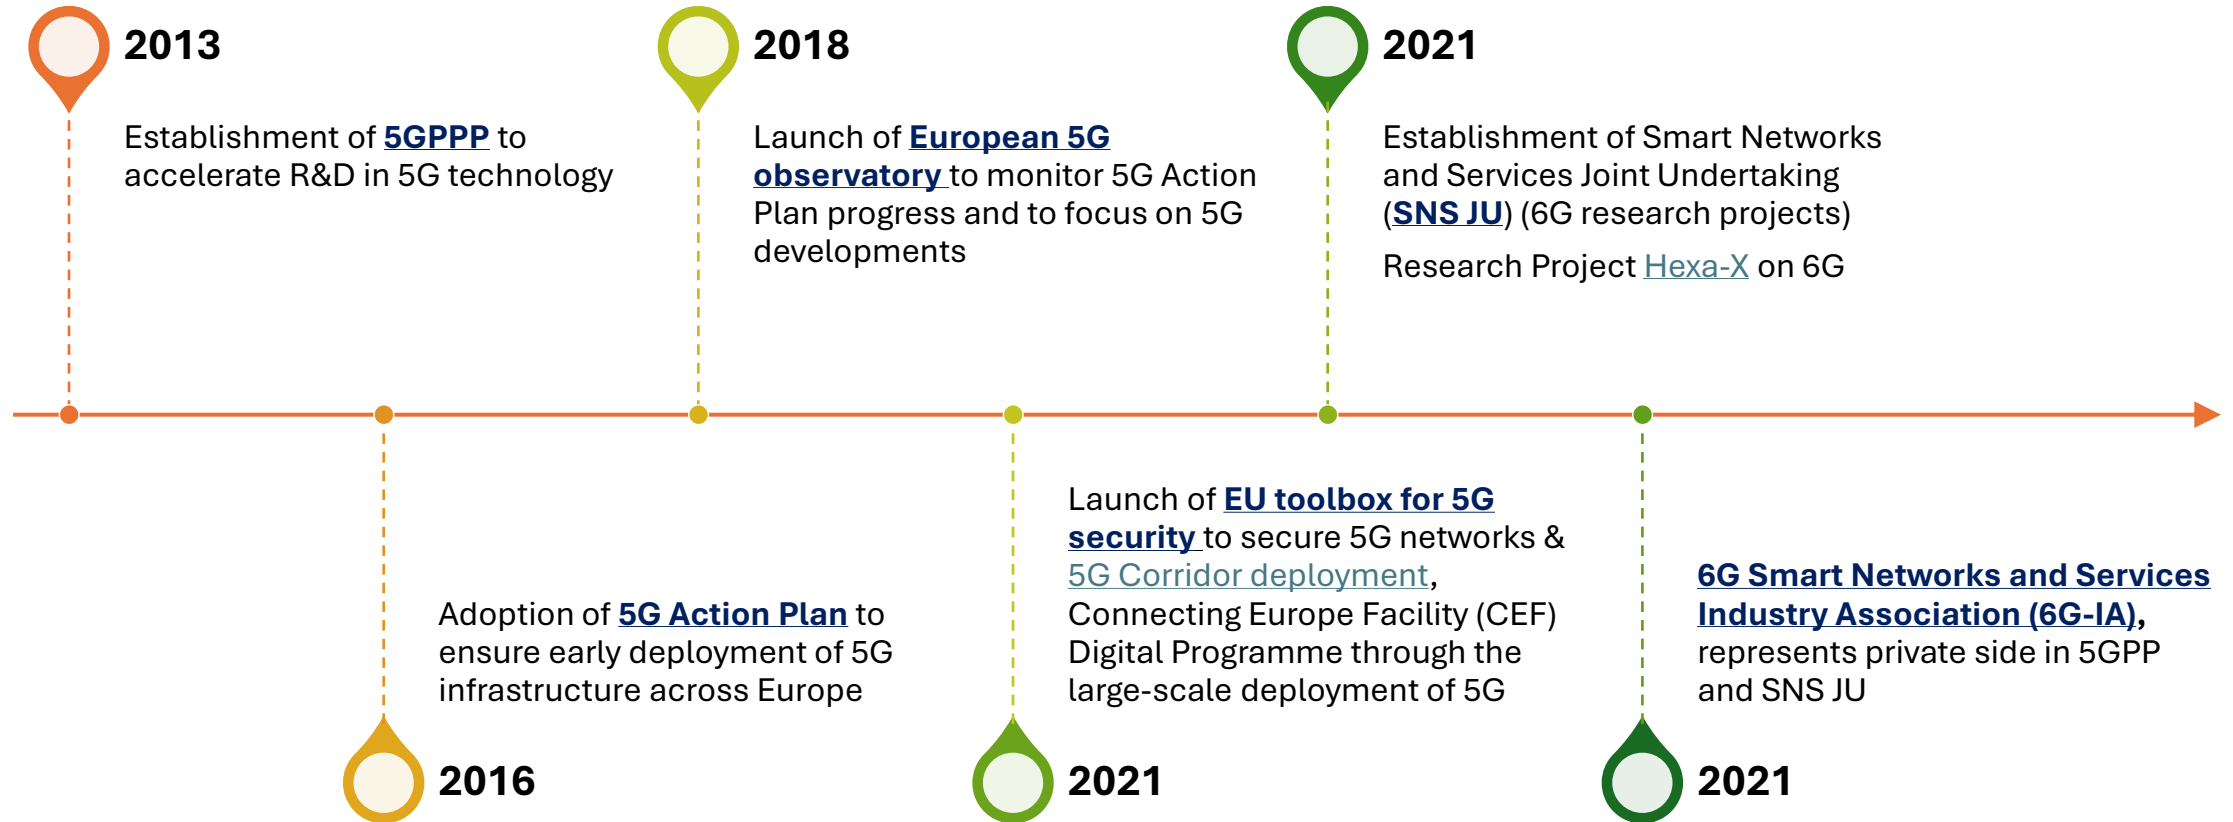 2013
Establishment of 5GPPP to
accelerate R&D in 5G technology
2016
Adoption of 5G Action Plan to
ensure early deployment of 5G
infrastructure across Europe
2018
Launch of European 5G
observatory to monitor 5G Action
Plan progress and to focus on 5G
developments
2021
Launch of EU toolbox for 5G
security to secure 5G networks &
5G Corridor deployment,
Connecting Europe Facility (CEF)
Digital Programme through the
large-scale deployment of 5G
2021
Establishment of Smart Networks
and Services Joint Undertaking
(SNS JU) (6G research projects)
Research Project Hexa-X on 6G
2021
6G Smart Networks and Services
Industry Association (6G-IA),
represents private side in 5GPP
and SNS JU